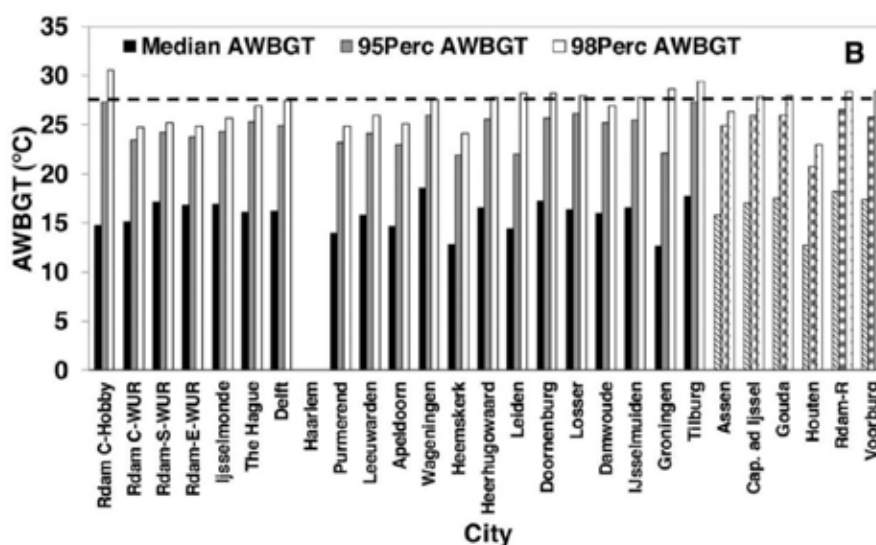 35
30
25
20
15
10
5
0
AWBGT (°C)
Median AWBGT 95Perc AWBGT 98Perc AWBGT
B
Rdam C-Hobby
Rdam C-WUR
Rdam-S-WUR
Rdam-E-WUR
Ijsselmonde
The Hague
Delft
Haarlem
Purmerend
Leeuwarden
Apeldoorn
Wageningen
Heemskerk
Heerhugowaard
Leiden
Doornenburg
Losser
Damwoude
IJsselmuiden
Groningen
Tilburg
Assen
Cap. ad Ijssel
Gouda
Houten
Rdam-R
Voorburg
City